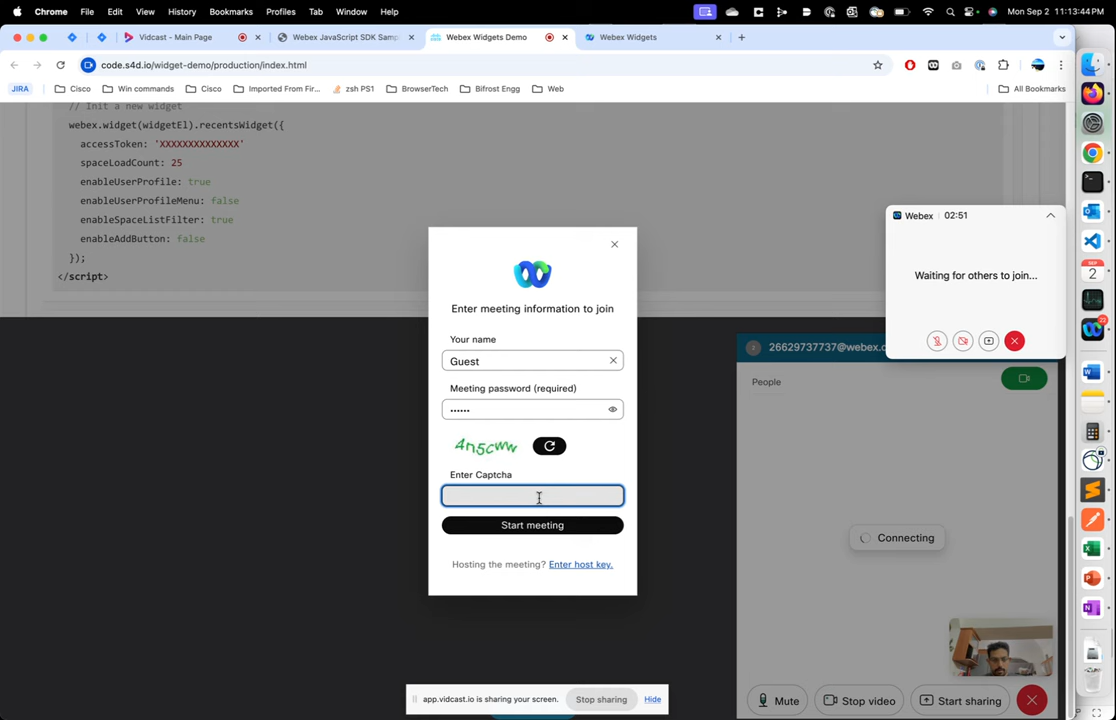 Chrome File Edit View History Bookmarks Profiles Tab Window Help Mon Sep 2 11:13:44 PM
Vidcast - Main Page Webex JavaScript SDK Samp Webex Widgets Demo Webex Widgets
code.s4d.io/widget-demo/production/index.html
JIRA Cisco Win commands Cisco Imported From Fir... zsh PS1 BrowserTech Bifrost Engg Web All Bookmarks
// Init a new widget
webex.widget(widgetEl).recentsWidget({
accessToken: 'XXXXXXXXXXXXXX'
spaceLoadCount: 25
enableUserProfile: true
enableUserProfileMenu: false
enableSpaceListFilter: true
enableAddButton: false
});
</script>
Webex 02:51
Waiting for others to join...
Enter meeting information to join
Your name
Guest
Meeting password (required)
••••••
4n5cww
Enter Captcha
Start meeting
Hosting the meeting? Enter host key.
2 26629737737@webex.c
People
Connecting
Mute Stop video Start sharing
app.vidcast.io is sharing your screen. Stop sharing Hide
SEP
2